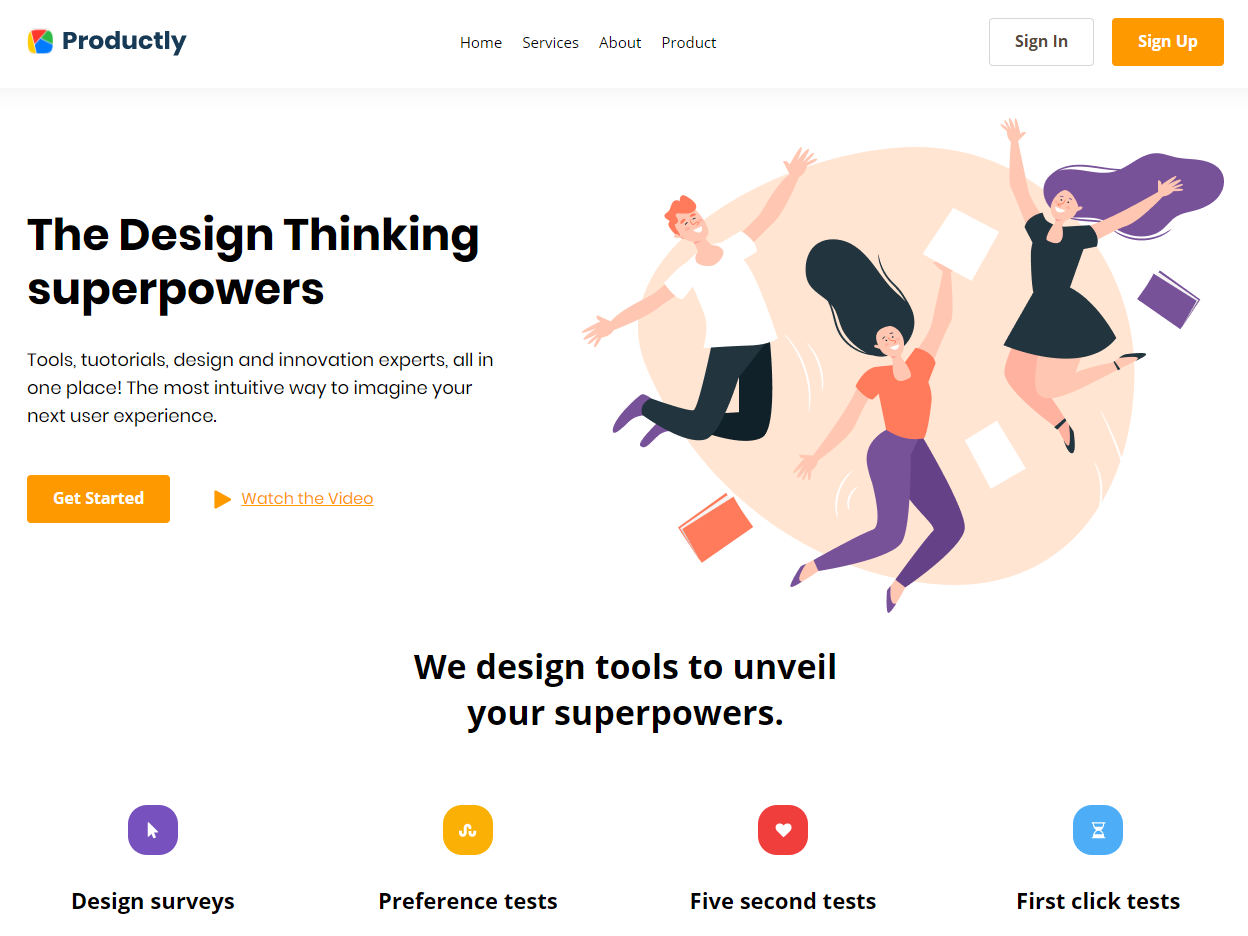 Productly
Home Services About Product
Sign In
Sign Up
The Design Thinking
superpowers
Tools, tuotorials, design and innovation experts, all in
one place! The most intuitive way to imagine your
next user experience.
Get Started
Watch the Video
We design tools to unveil
your superpowers.
Design surveys
Preference tests
Five second tests
First click tests